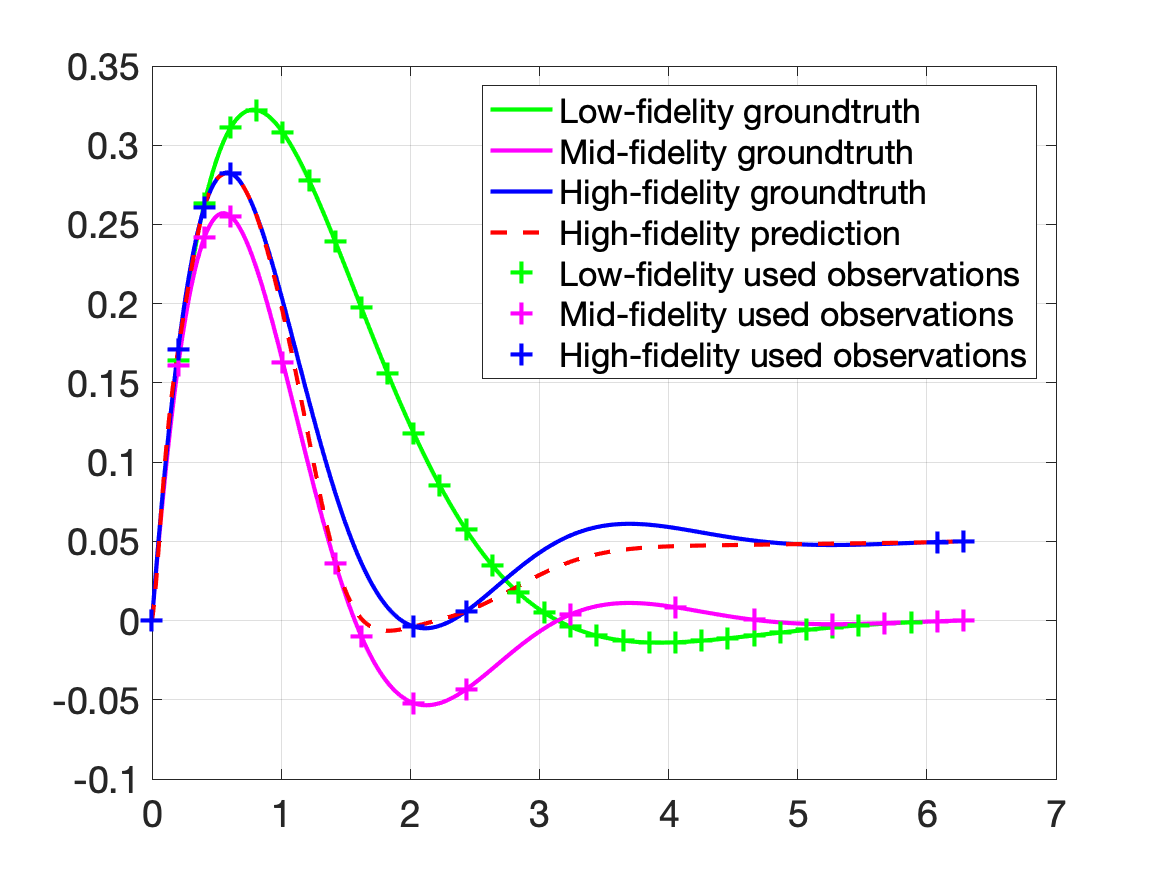 0.35
0.3
0.25
0.2
0.15
0.1
0.05
0
-0.05
-0.1
0 1 2 3 4 5 6 7
Low-fidelity groundtruth
Mid-fidelity groundtruth
High-fidelity groundtruth
High-fidelity prediction
Low-fidelity used observations
Mid-fidelity used observations
High-fidelity used observations